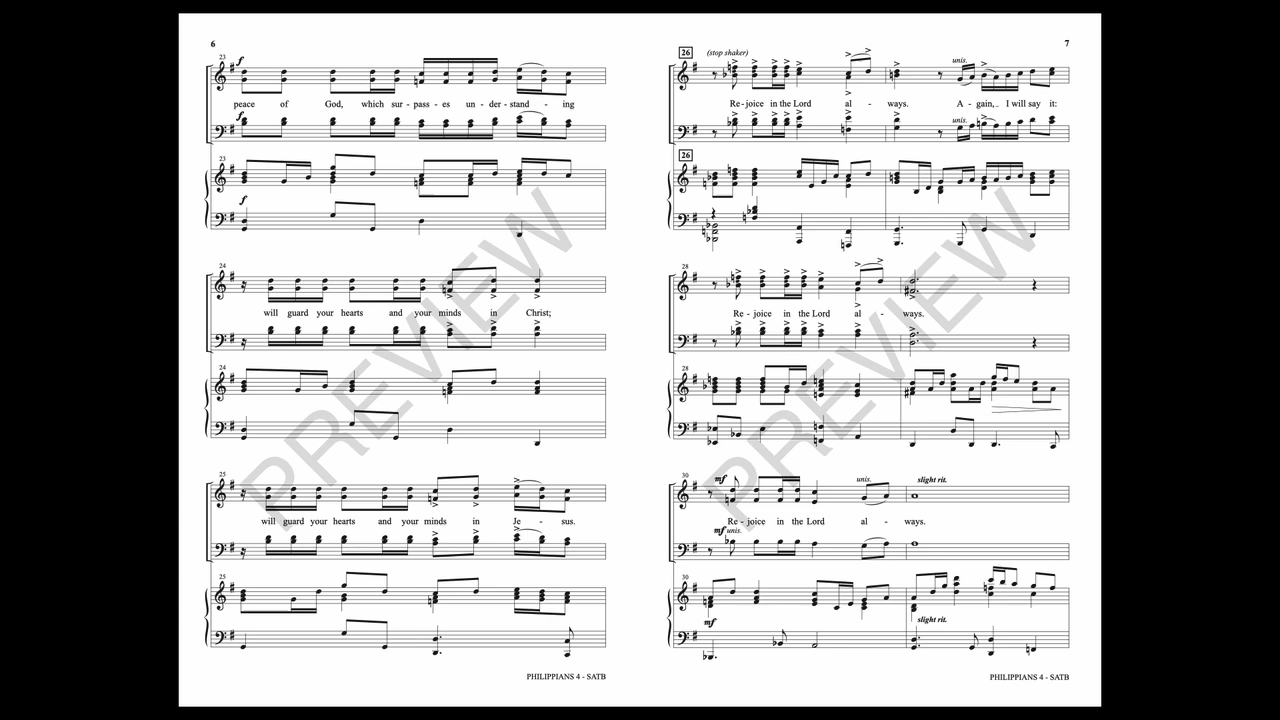 6
23
f
peace of God, which sur - pass - es un - der - stand - ing
f
23
f
24
will guard your hearts and your minds in Christ;
24
25
will guard your hearts and your minds in Je - sus.
25
PHILIPPIANS 4 - SATB
7
26 (stop shaker)
unis.
Re - joice in the Lord al - ways. A - gain, I will say it:
unis.
26
28
Re - joice in the Lord al - ways.
28
30 mf unis. slight rit.
Re - joice in the Lord al - ways.
mf unis.
30
mf slight rit.
PHILIPPIANS 4 - SATB
PREVIEW
PREVIEW